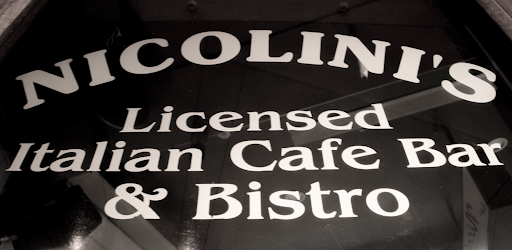 NICOLINI'S
Licensed
Italian Cafe Bar
& Bistro